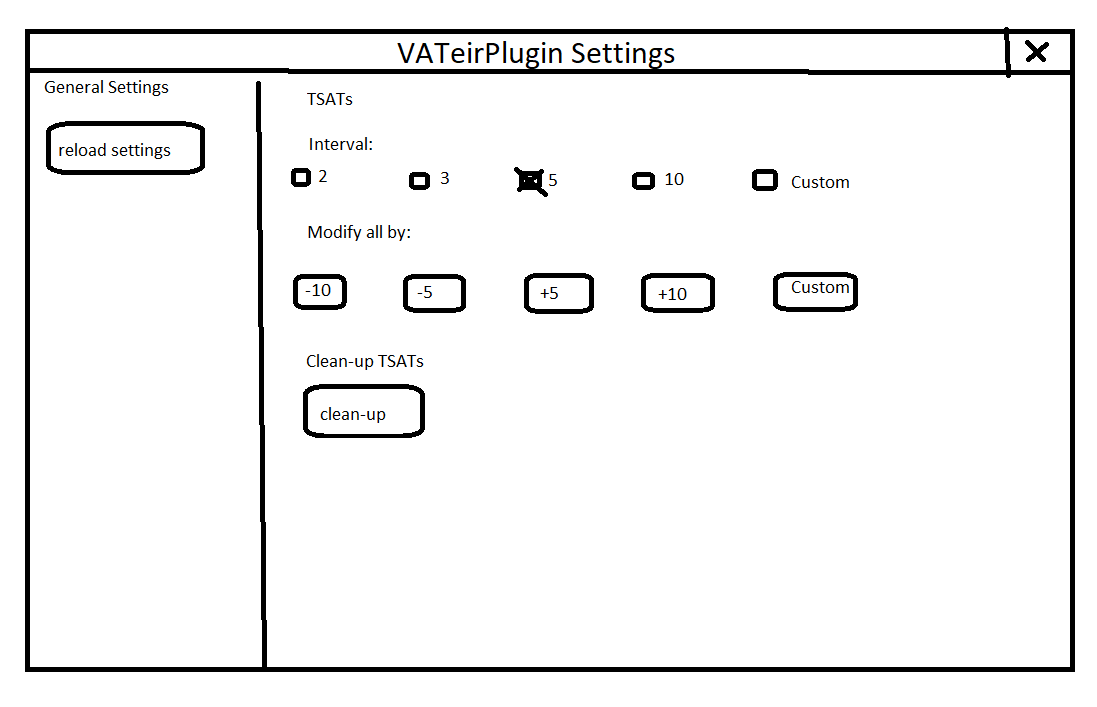 VATeirPlugin Settings
General Settings
reload settings
TSATs
Interval:
2 3 5 10 Custom
Modify all by:
-10 -5 +5 +10 Custom
Clean-up TSATs
clean-up